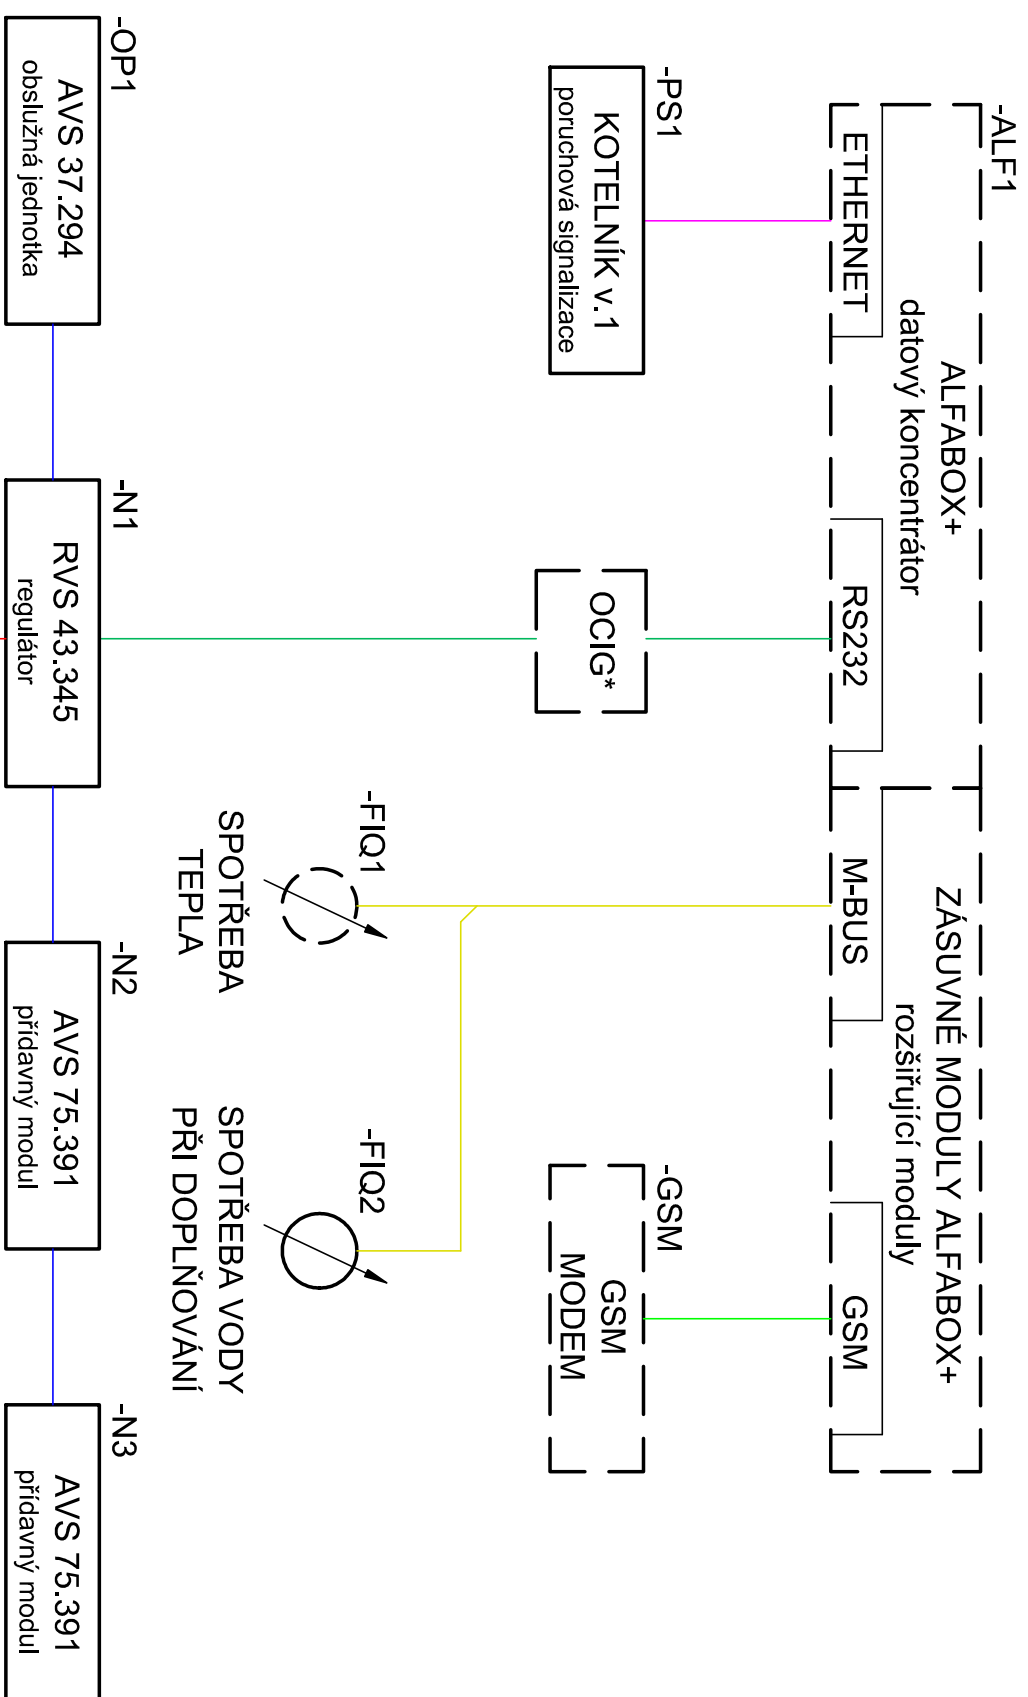 -ALF1
ALFABOX+
datový koncentrátor
ETHERNET
RS232
ZÁSUVNÉ MODULY ALFABOX+
rozšiřující moduly
M-BUS
GSM
-PS1
KOTELNÍK v.1
poruchová signalizace
OCIG*
-GSM
GSM
MODEM
-FIQ1
SPOTŘEBA
TEPLA
-FIQ2
SPOTŘEBA VODY
PŘI DOPLŇOVÁNÍ
-OP1
AVS 37.294
obslužná jednotka
-N1
RVS 43.345
regulátor
-N2
AVS 75.391
přídavný modul
-N3
AVS 75.391
přídavný modul